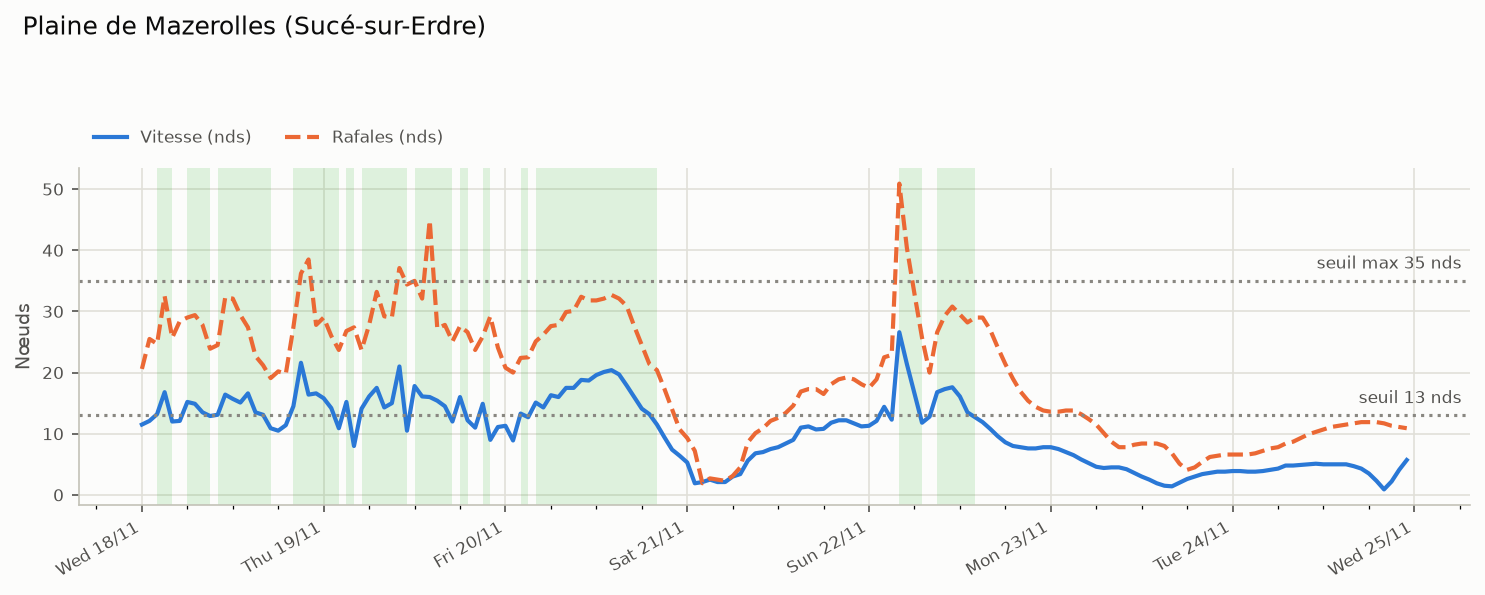 Plaine de Mazerolles (Sucé-sur-Erdre)
Vitesse (nds) Rafales (nds)
Nœuds
50
40
30
20
10
0
seuil max 35 nds
seuil 13 nds
Wed 18/11
Thu 19/11
Fri 20/11
Sat 21/11
Sun 22/11
Mon 23/11
Tue 24/11
Wed 25/11